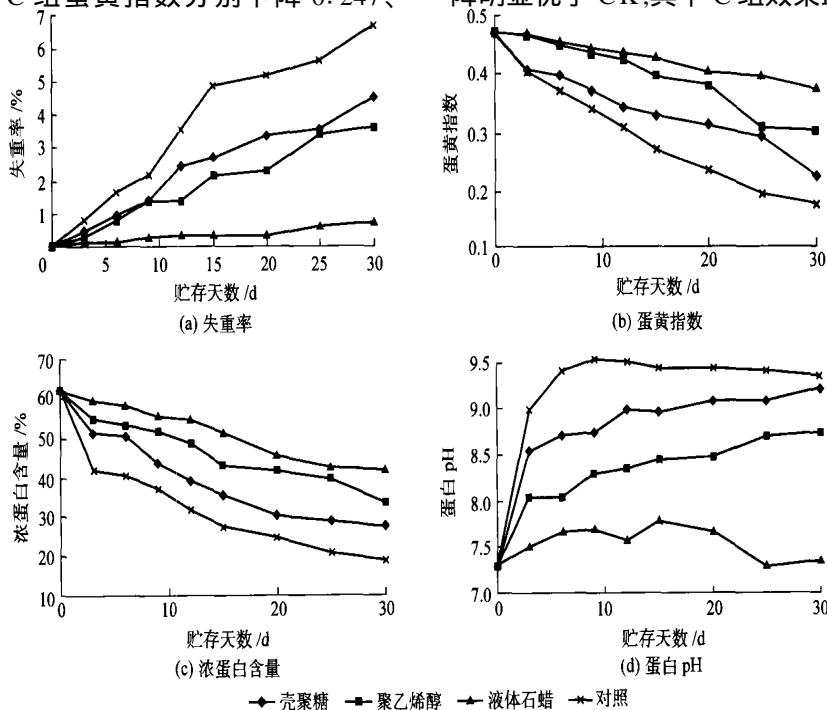 C 组蛋黄指数分别下降 0.247、
降明显优于 CK,其中 C 组效果
失重率 /%
7
6
5
4
3
2
1
0 5 10 15 20 25 30
贮存天数 /d
(a) 失重率
蛋黄指数
0.5
0.4
0.3
0.2
0.1
0 10 20 30
贮存天数 /d
(b) 蛋黄指数
浓蛋白含量 /%
70
60
50
40
30
20
10
0 10 20 30
贮存天数 /d
(c) 浓蛋白含量
蛋白 pH
9.5
9.0
8.5
8.0
7.5
7.0
0 10 20 30
贮存天数 /d
(d) 蛋白 pH
壳聚糖 聚乙烯醇 液体石蜡 对照